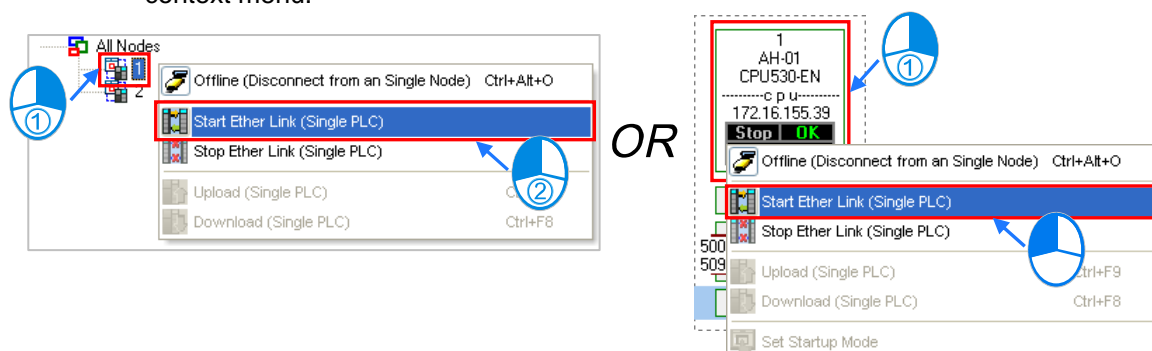 context menu.
All Nodes
1
2
①
Offline (Disconnect from an Single Node) Ctrl+Alt+O
Start Ether Link (Single PLC)
Stop Ether Link (Single PLC)
②
Upload (Single PLC)
Download (Single PLC) Ctrl+F8
OR
1
AH-01
CPU530-EN
---------c p u---------
172.16.155.39
Stop OK
①
Offline (Disconnect from an Single Node) Ctrl+Alt+O
Start Ether Link (Single PLC)
Stop Ether Link (Single PLC)
500
509
Upload (Single PLC) Ctrl+F9
Download (Single PLC) Ctrl+F8
Set Startup Mode